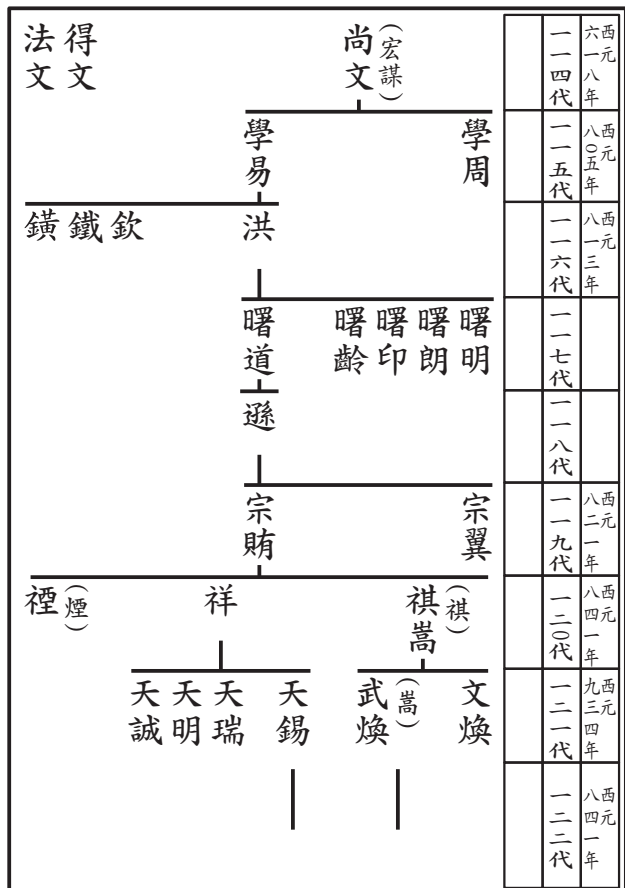 西元六一八年
一一四代
尚文
(宏謀)
得文
法文
西元八〇五年
一一五代
學周
學易
西元八一三年
一一六代
洪
欽
鐵
鐄
一一七代
曙明
曙朗
曙印
曙齡
曙道
一一八代
遜
西元八二一年
一一九代
宗翼
宗賄
西元八四一年
一二〇代
祺嵩
(祺)
祥
禋
(煙)
西元九三四年
一二一代
文煥
武煥
(嵩)
天錫
天瑞
天明
天誠
西元八四一年
一二二代